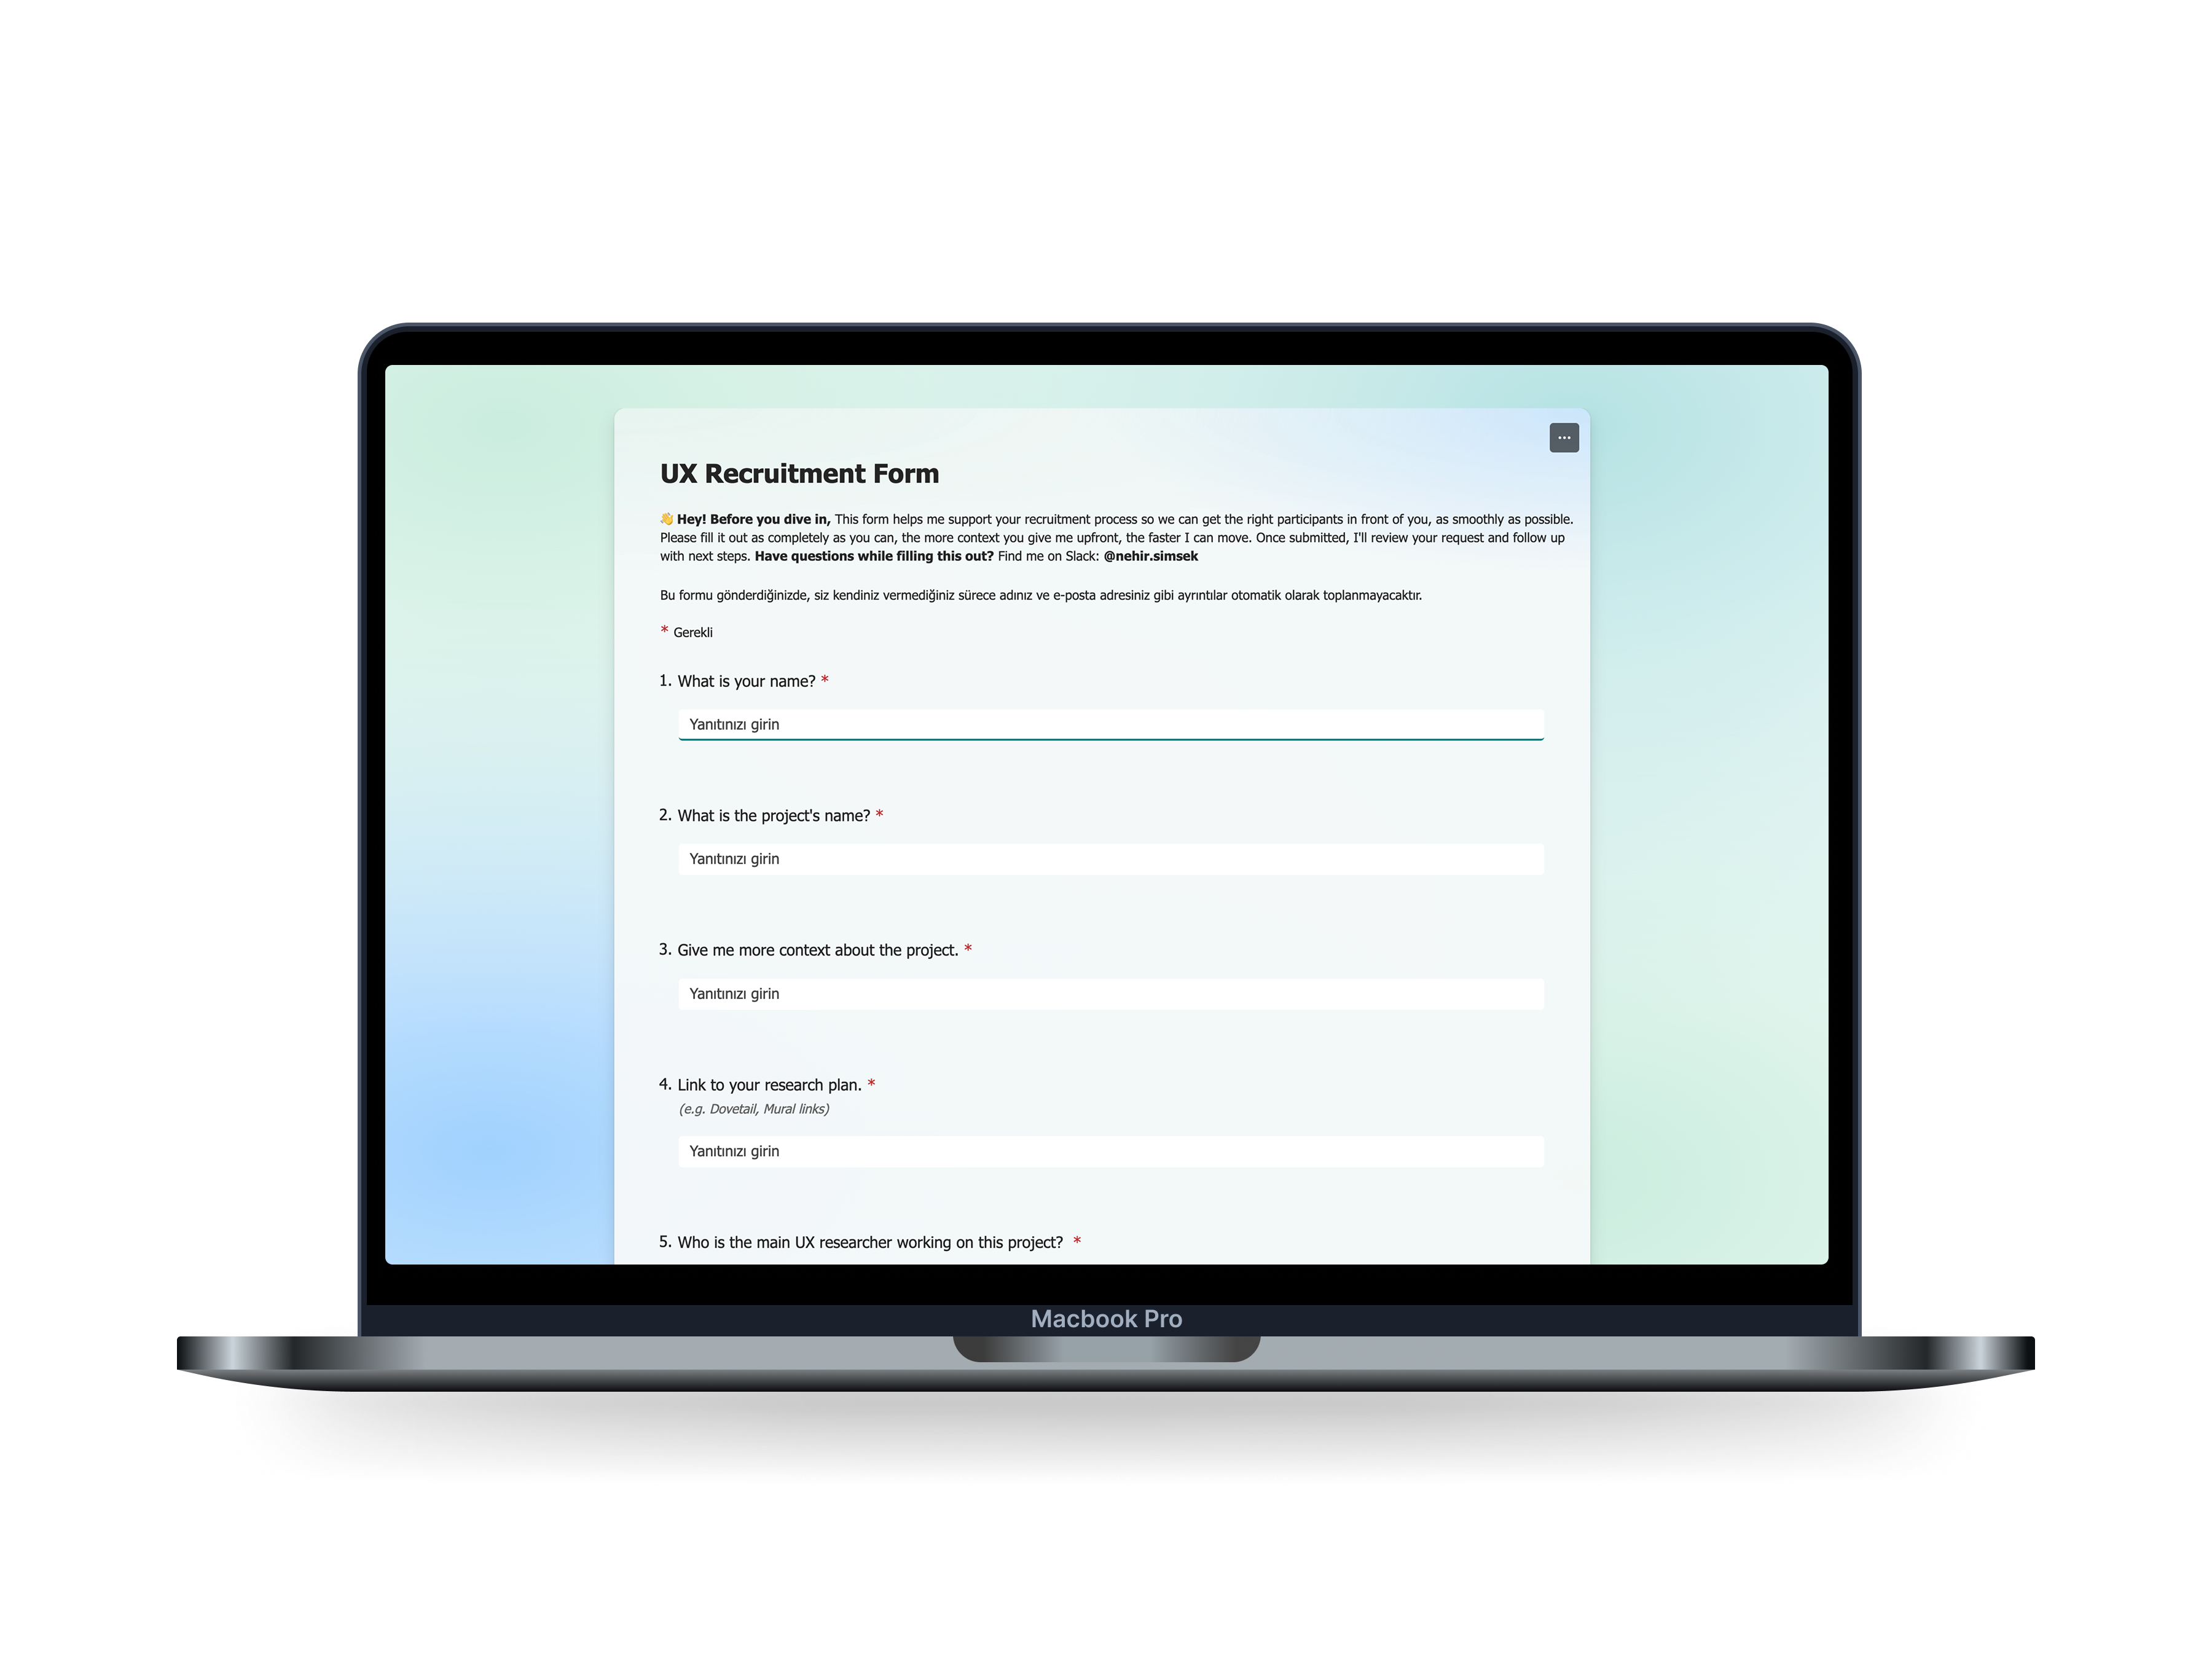 UX Recruitment Form
👋 Hey! Before you dive in, This form helps me support your recruitment process so we can get the right participants in front of you, as smoothly as possible.
Please fill it out as completely as you can, the more context you give me upfront, the faster I can move. Once submitted, I'll review your request and follow up
with next steps. Have questions while filling this out? Find me on Slack: @nehir.simsek
Bu formu gönderdiğinizde, siz kendiniz vermediğiniz sürece adınız ve e-posta adresiniz gibi ayrıntılar otomatik olarak toplanmayacaktır.
* Gerekli
1. What is your name? *
Yanıtınızı girin
2. What is the project's name? *
Yanıtınızı girin
3. Give me more context about the project. *
Yanıtınızı girin
4. Link to your research plan. *
(e.g. Dovetail, Mural links)
Yanıtınızı girin
5. Who is the main UX researcher working on this project? *
Macbook Pro